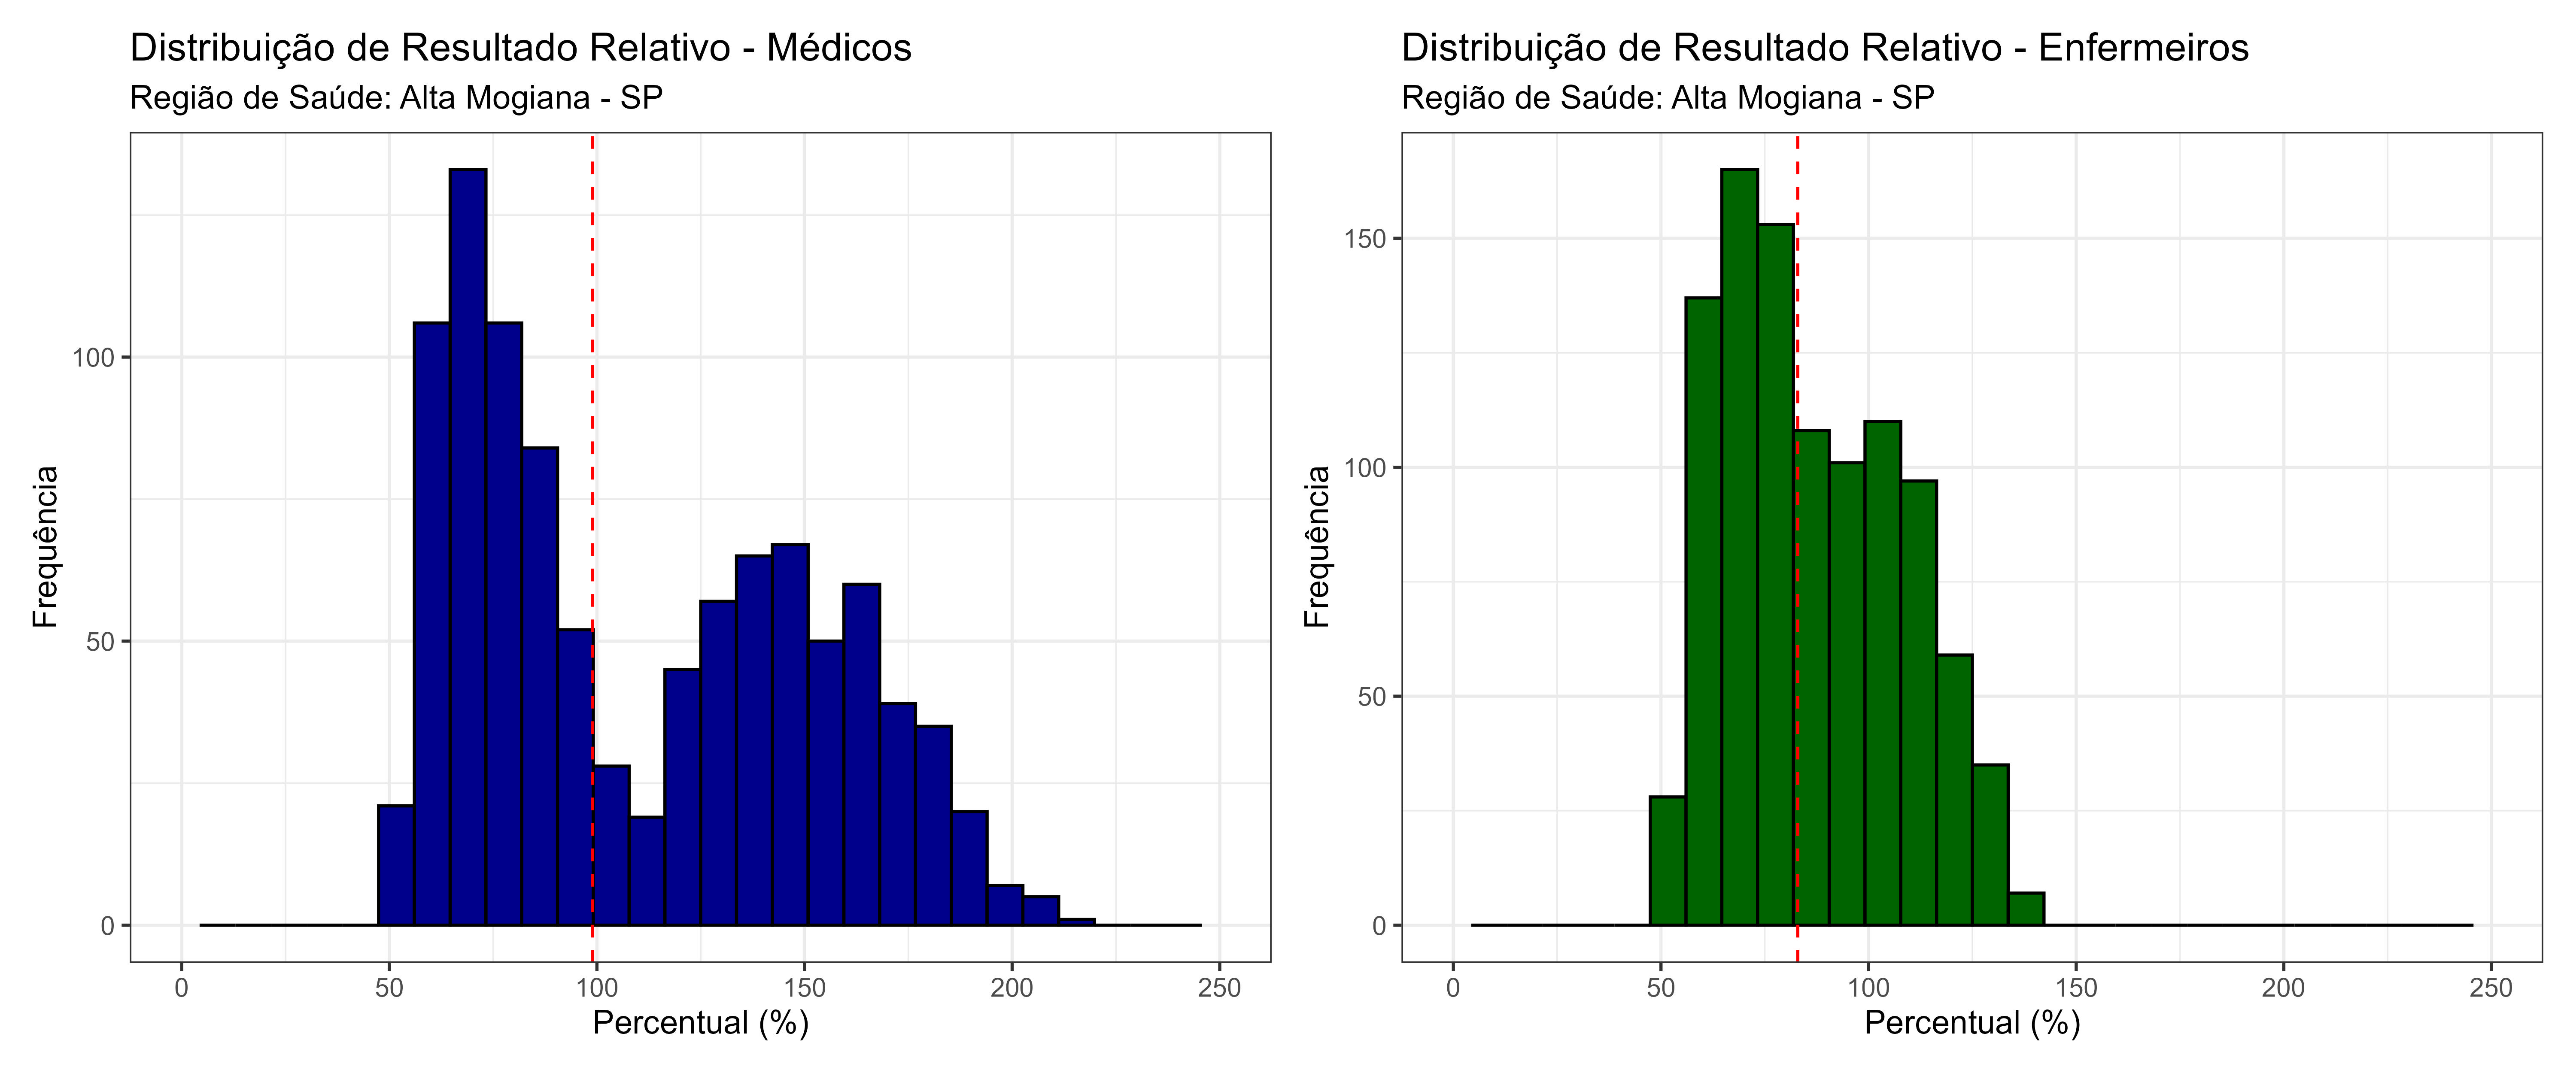 Distribuição de Resultado Relativo - Médicos
Região de Saúde: Alta Mogiana - SP
Frequência
100
50
0
0 50 100 150 200 250
Percentual (%)
Distribuição de Resultado Relativo - Enfermeiros
Região de Saúde: Alta Mogiana - SP
Frequência
150
100
50
0
0 50 100 150 200 250
Percentual (%)